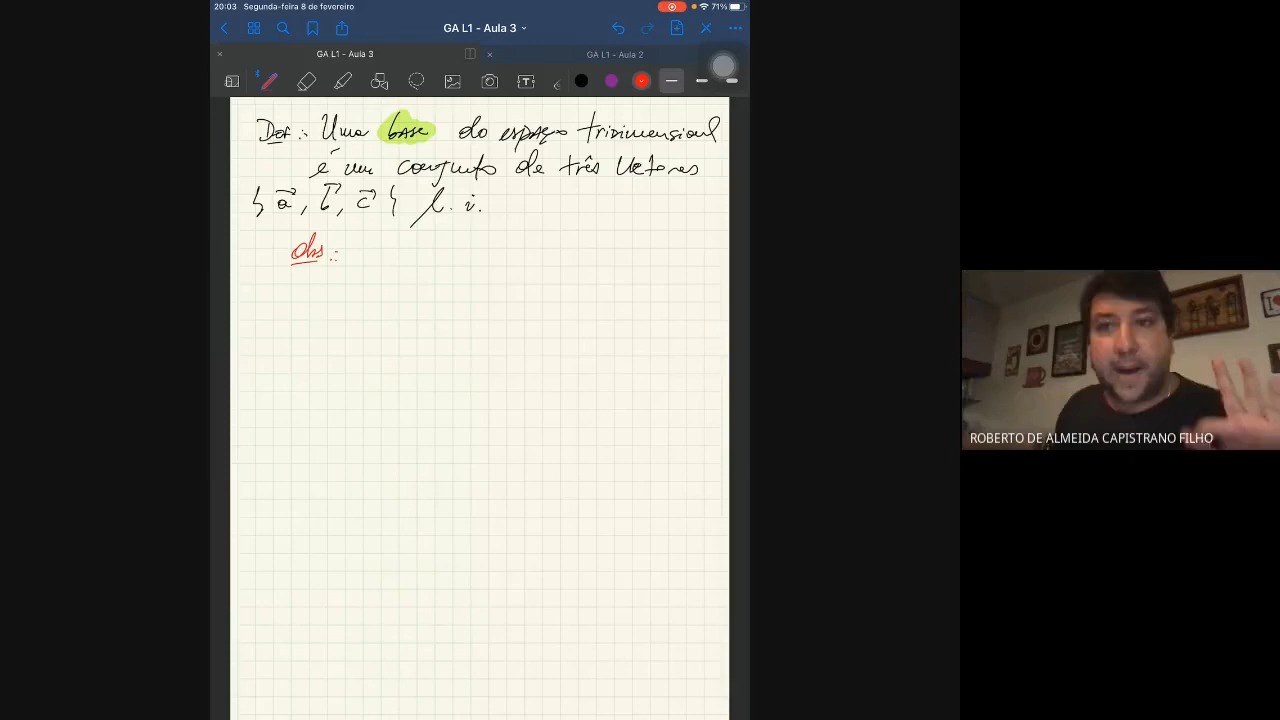 20:03 Segunda-feira 8 de fevereiro
71%
GA L1 - Aula 3
GA L1 - Aula 3
GA L1 - Aula 2
T
Def.: Uma base do espaço tridimensional
é um conjunto de três vetores
{ a, b, c } l. i.
Obs.:
ROBERTO DE ALMEIDA CAPISTRANO FILHO